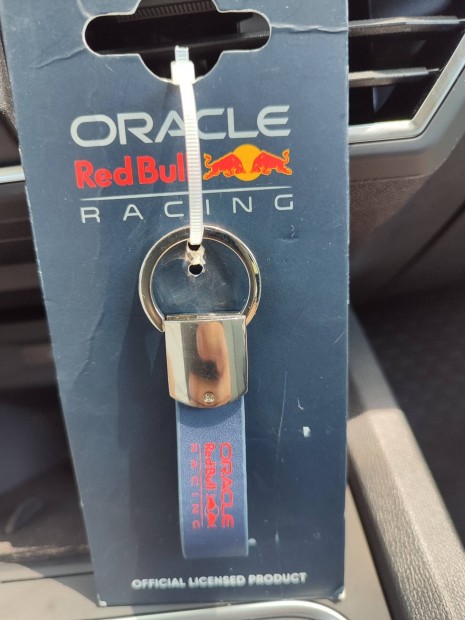 ORACLE
Red Bull
RACING
ORACLE
Red Bull
RACING
OFFICIAL LICENSED PRODUCT